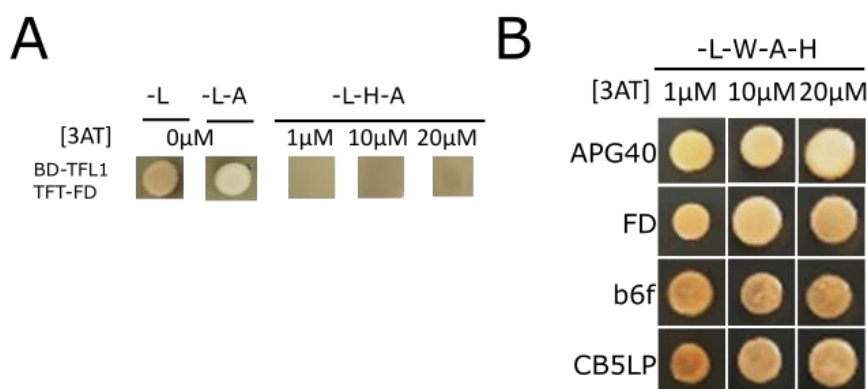 A
-L -L-A -L-H-A
[3AT] 0µM 1µM 10µM 20µM
BD-TFL1
TFT-FD
B
-L-W-A-H
[3AT] 1µM 10µM 20µM
APG40
FD
b6f
CB5LP